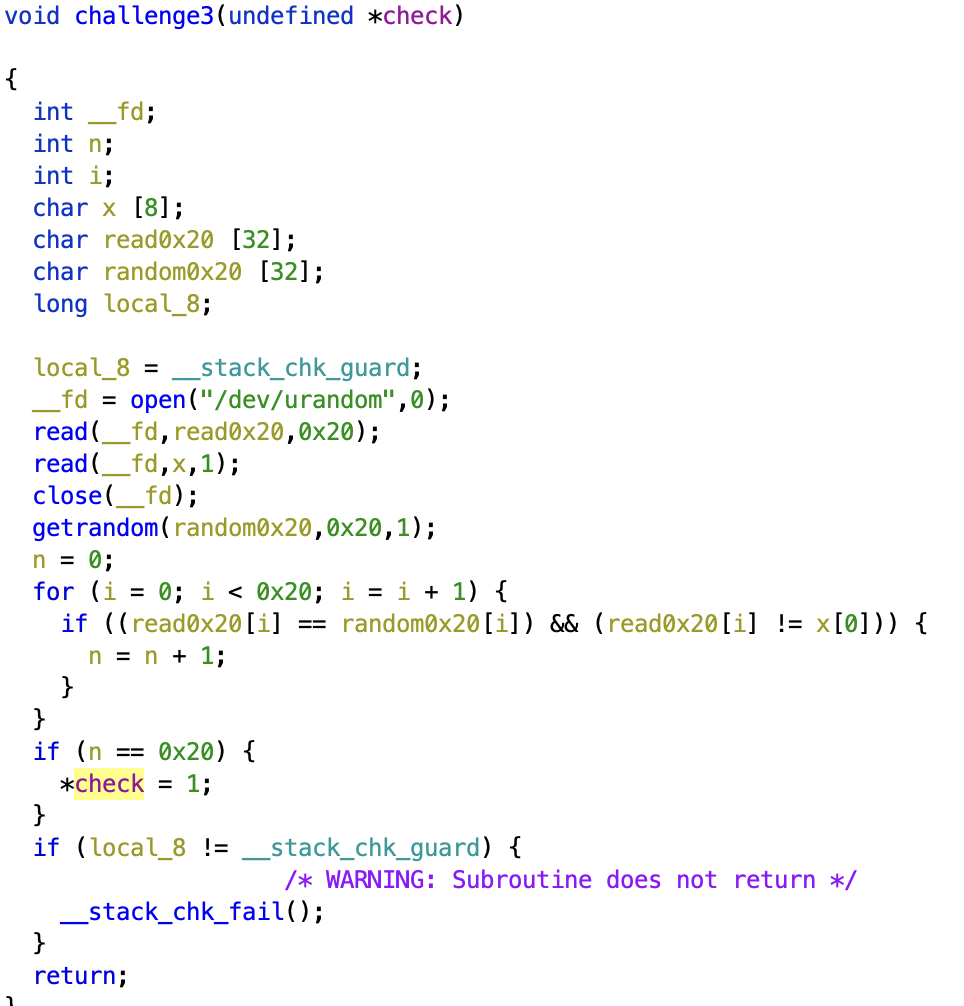 void challenge3(undefined *check)
{
int __fd;
int n;
int i;
char x [8];
char read0x20 [32];
char random0x20 [32];
long local_8;
local_8 = __stack_chk_guard;
__fd = open("/dev/urandom",0);
read(__fd,read0x20,0x20);
read(__fd,x,1);
close(__fd);
getrandom(random0x20,0x20,1);
n = 0;
for (i = 0; i < 0x20; i = i + 1) {
if ((read0x20[i] == random0x20[i]) && (read0x20[i] != x[0])) {
n = n + 1;
}
}
if (n == 0x20) {
*check = 1;
}
if (local_8 != __stack_chk_guard) {
/* WARNING: Subroutine does not return */
__stack_chk_fail();
}
return;
}